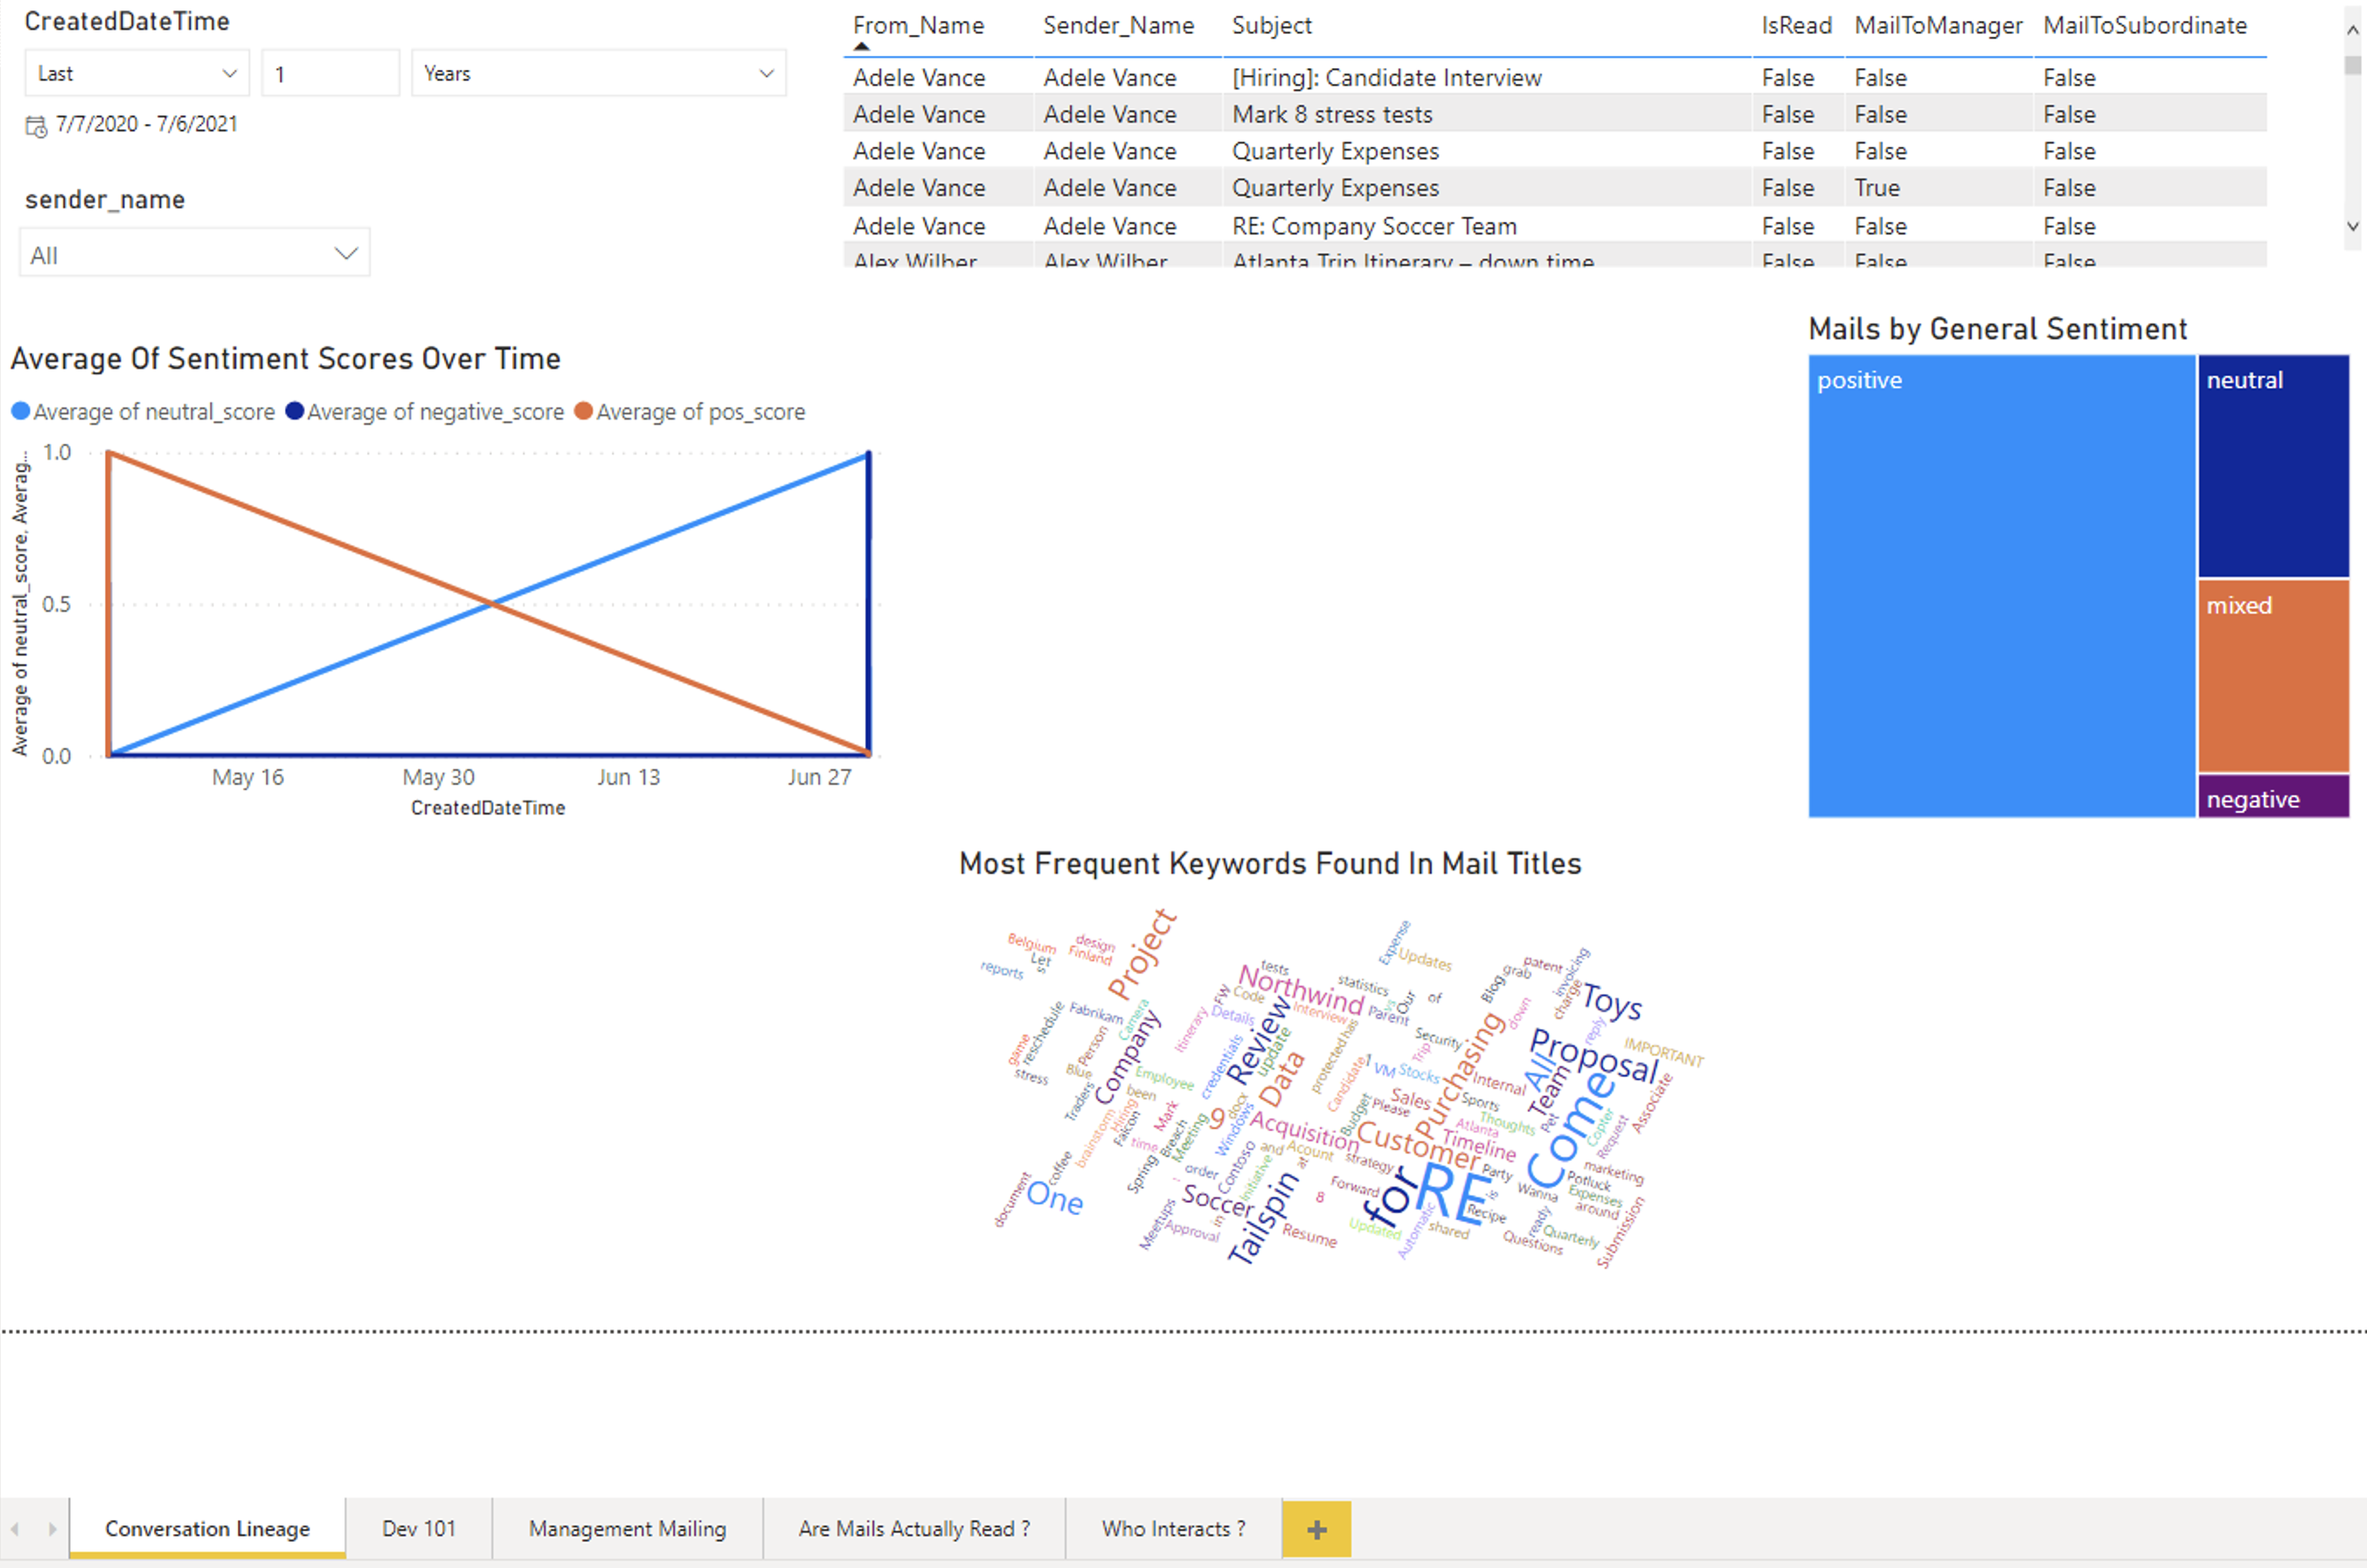 CreatedDateTime
Last 1 Years
7/7/2020 - 7/6/2021
sender_name
All
From_Name Sender_Name Subject IsRead MailToManager MailToSubordinate
Adele Vance Adele Vance [Hiring]: Candidate Interview False False False
Adele Vance Adele Vance Mark 8 stress tests False False False
Adele Vance Adele Vance Quarterly Expenses False False False
Adele Vance Adele Vance Quarterly Expenses False True False
Adele Vance Adele Vance RE: Company Soccer Team False False False
Alex Wilber Alex Wilber Atlanta Trip Itinerary – down time False False False
Average Of Sentiment Scores Over Time
Average of neutral_score Average of negative_score Average of pos_score
Average of neutral_score, Averag...
1.0
0.5
0.0
May 16 May 30 Jun 13 Jun 27
CreatedDateTime
Mails by General Sentiment
positive
neutral
mixed
negative
Most Frequent Keywords Found In Mail Titles
Project
Belgium
design
Finland
Let
s
reports
Expense
Updates
tests
Northwind
statistics
Our
vs
of
Blog
grab
patent
invoicing
charge
Toys
FW
Code
Interview
Parent
down
reply
Fabrikam
Camera
Company
Person
reschedule
game
stress
Blue
Traders
Employee
been
Itinerary
Details
Review
update
credentials
Data
protected
has
Security
Trip
Purchasing
Proposal
IMPORTANT
All
Team
Come
Associate
Candidate
1
VM
Stocks
Internal
Sales
Please
Sports
Budget
Thoughts
Pet
Copter
Request
Hiring
Falcon
brainstorm
Mark
time
Breach
Meeting
Spring
9
docx
Windows
Acquisition
Customer
Atlanta
Timeline
and
Acount
strategy
at
Contoso
Initiative
order
coffee
document
One
:
Soccer
Meetups
Approval
in
Tailspin
8
Forward
for
RE
Resume
Updated
Automatic
shared
Party
is
Recipe
Wanna
ready
Potluck
marketing
Expenses
around
Quarterly
Questions
Submission
Conversation Lineage Dev 101 Management Mailing Are Mails Actually Read ? Who Interacts ? +